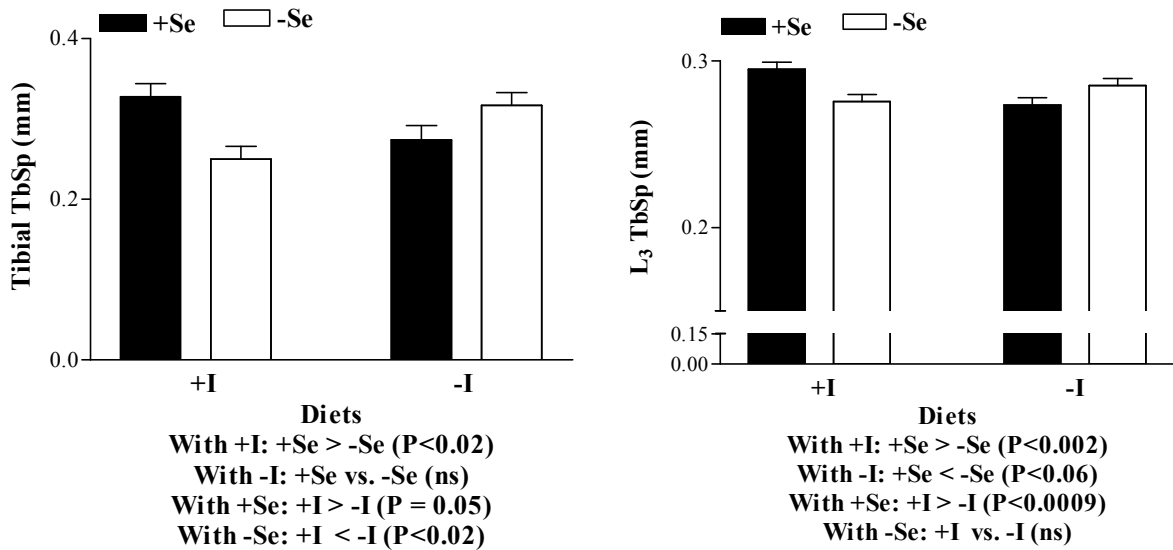 +Se -Se
Tibial TbSp (mm)
0.4
0.2
0.0
+I -I
Diets
With +I: +Se > -Se (P<0.02)
With -I: +Se vs. -Se (ns)
With +Se: +I > -I (P = 0.05)
With -Se: +I < -I (P<0.02)
+Se -Se
L3 TbSp (mm)
0.3
0.2
0.15
0.00
+I -I
Diets
With +I: +Se > -Se (P<0.002)
With -I: +Se < -Se (P<0.06)
With +Se: +I > -I (P<0.0009)
With -Se: +I vs. -I (ns)